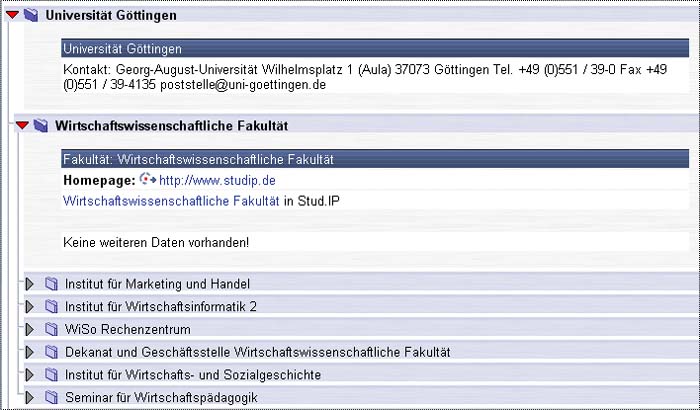 Universität Göttingen
Universität Göttingen
Kontakt: Georg-August-Universität Wilhelmsplatz 1 (Aula) 37073 Göttingen Tel. +49 (0)551 / 39-0 Fax +49
(0)551 / 39-4135 poststelle@uni-goettingen.de
Wirtschaftswissenschaftliche Fakultät
Fakultät: Wirtschaftswissenschaftliche Fakultät
Homepage: http://www.studip.de
Wirtschaftswissenschaftliche Fakultät in Stud.IP
Keine weiteren Daten vorhanden!
Institut für Marketing und Handel
Institut für Wirtschaftsinformatik 2
WiSo Rechenzentrum
Dekanat und Geschäftsstelle Wirtschaftswissenschaftliche Fakultät
Institut für Wirtschafts- und Sozialgeschichte
Seminar für Wirtschaftspädagogik